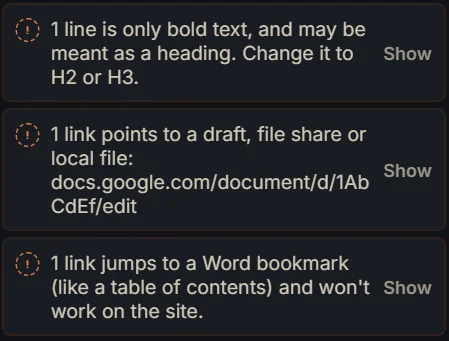 1 line is only bold text, and may be
meant as a heading. Change it to
H2 or H3.
Show
1 link points to a draft, file share or
local file:
docs.google.com/document/d/1Ab
CdEf/edit
Show
1 link jumps to a Word bookmark
(like a table of contents) and won't
work on the site.
Show